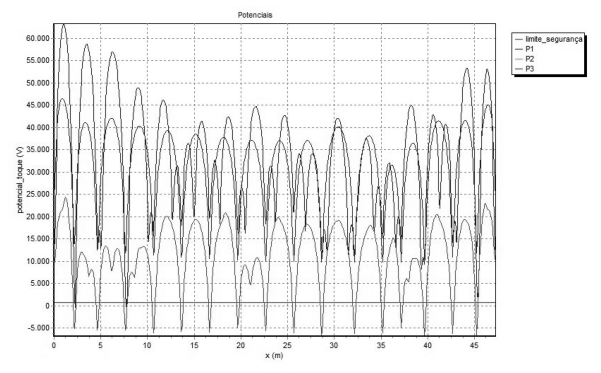 Potenciais
limite_segurança
P1
P2
P3
60.000
55.000
50.000
45.000
40.000
35.000
30.000
25.000
20.000
15.000
10.000
5.000
0
-5.000
potencial_toque (V)
0 5 10 15 20 25 30 35 40 45
x (m)